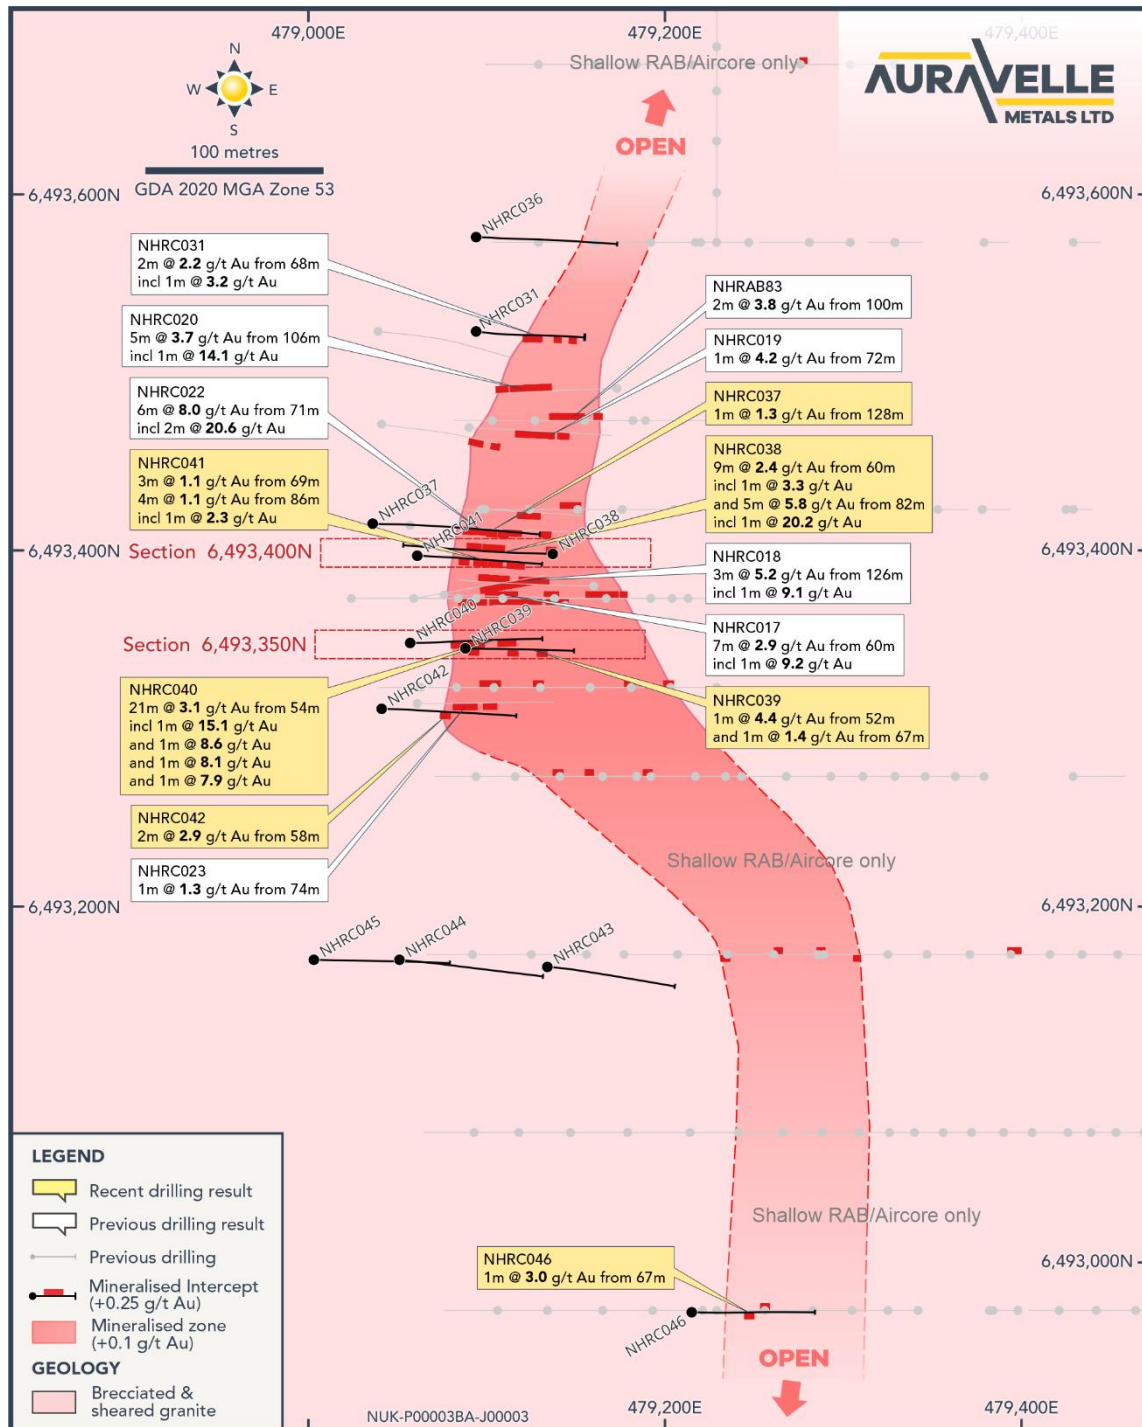 479,000E
479,200E
479,400E
Shallow RAB/Aircore only
AURAVELLE
METALS LTD
N
W
E
S
100 metres
GDA 2020 MGA Zone 53
OPEN
6,493,600N
6,493,600N
NHRC036
NHRC031
2m @ 2.2 g/t Au from 68m
incl 1m @ 3.2 g/t Au
NHRC031
NHRAB83
2m @ 3.8 g/t Au from 100m
NHRC020
5m @ 3.7 g/t Au from 106m
incl 1m @ 14.1 g/t Au
NHRC019
1m @ 4.2 g/t Au from 72m
NHRC022
6m @ 8.0 g/t Au from 71m
incl 2m @ 20.6 g/t Au
NHRC037
1m @ 1.3 g/t Au from 128m
NHRC041
3m @ 1.1 g/t Au from 69m
4m @ 1.1 g/t Au from 86m
incl 1m @ 2.3 g/t Au
NHRC038
9m @ 2.4 g/t Au from 60m
incl 1m @ 3.3 g/t Au
and 5m @ 5.8 g/t Au from 82m
incl 1m @ 20.2 g/t Au
NHRC037
NHRC041
NHRC038
Section 6,493,400N
6,493,400N
6,493,400N
NHRC018
3m @ 5.2 g/t Au from 126m
incl 1m @ 9.1 g/t Au
NHRC017
7m @ 2.9 g/t Au from 60m
incl 1m @ 9.2 g/t Au
NHRC040
NHRC039
Section 6,493,350N
NHRC042
NHRC040
21m @ 3.1 g/t Au from 54m
incl 1m @ 15.1 g/t Au
and 1m @ 8.6 g/t Au
and 1m @ 8.1 g/t Au
and 1m @ 7.9 g/t Au
NHRC039
1m @ 4.4 g/t Au from 52m
and 1m @ 1.4 g/t Au from 67m
NHRC042
2m @ 2.9 g/t Au from 58m
NHRC023
1m @ 1.3 g/t Au from 74m
Shallow RAB/Aircore only
6,493,200N
6,493,200N
NHRC045
NHRC044
NHRC043
LEGEND
Recent drilling result
Previous drilling result
Previous drilling
Mineralised Intercept
(+0.25 g/t Au)
Mineralised zone
(+0.1 g/t Au)
GEOLOGY
Brecciated &
sheared granite
Shallow RAB/Aircore only
NHRC046
1m @ 3.0 g/t Au from 67m
6,493,000N
NHRC046
OPEN
NUK-P00003BA-J00003
479,200E
479,400E